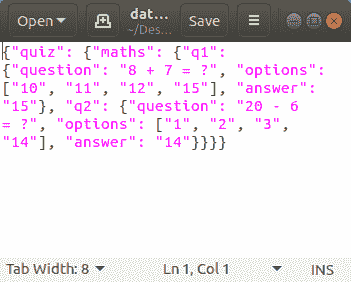 Open dat... Save
~/Des...
{"quiz": {"maths": {"q1":
{"question": "8 + 7 = ?", "options":
["10", "11", "12", "15"], "answer":
"15"}, "q2": {"question": "20 - 6
= ?", "options": ["1", "2", "3",
"14"], "answer": "14"}}}}
Tab Width: 8 Ln 1, Col 1 INS